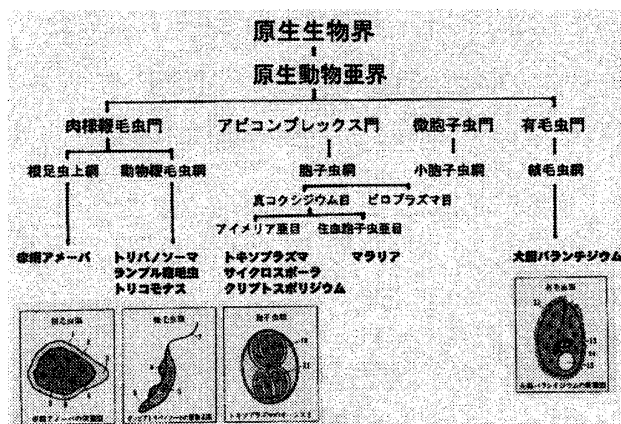 原生生物界
原生動物亜界
肉様鞭毛虫門 アピコンプレックス門 微胞子虫門 有毛虫門
根足虫上綱 動物鞭毛虫綱 胞子虫綱 小胞子虫綱 繊毛虫綱
真コクシジウム目 ピロプラズマ目
アイメリア亜目 住血胞子虫亜目
赤痢アメーバ トリパノソーマ トキソプラズマ マラリア 大腸バランチジウム
ランブル鞭毛虫 サイクロスポーラ
トリコモナス クリプトスポリジウム